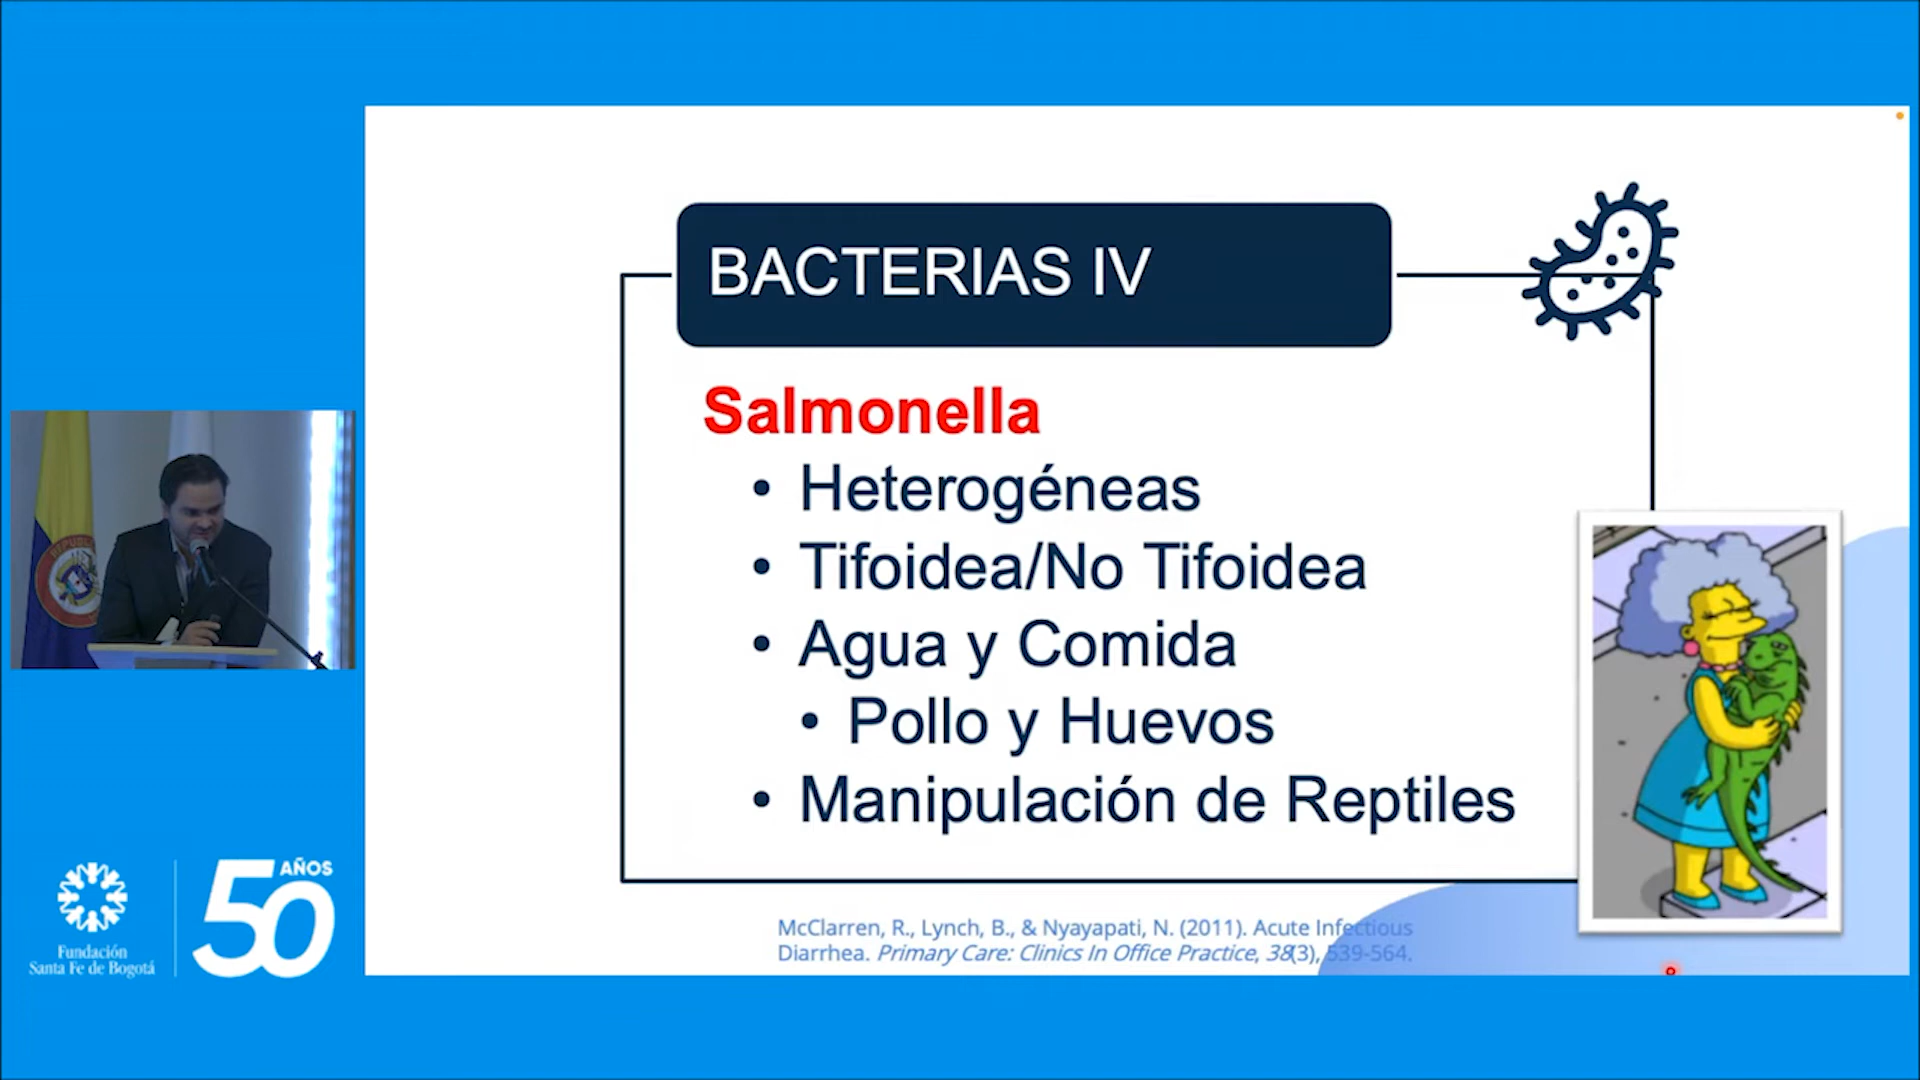 BACTERIAS IV
Salmonella
• Heterogéneas
• Tifoidea/No Tifoidea
• Agua y Comida
• Pollo y Huevos
• Manipulación de Reptiles
McClarren, R., Lynch, B., & Nyayapati, N. (2011). Acute Infectious
Diarrhea. Primary Care: Clinics In Office Practice, 38(3), 539-564.
Fundación
Santa Fe de Bogotá
50 AÑOS